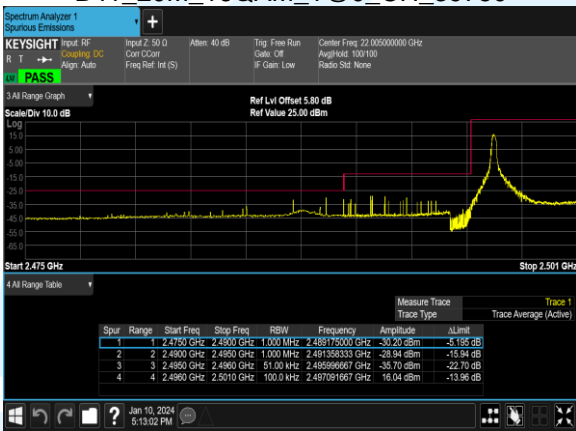 Spectrum Analyzer 1
Spurious Emissions
KEYSIGHT Input: RF
R T Coupling: DC
Align: Auto
Input Z: 50 Ω
Corr CCorr
Freq Ref: Int (S)
Atten: 40 dB
Trig: Free Run
Gate: Off
IF Gain: Low
Center Freq: 22.005000000 GHz
Avg|Hold: 100/100
Radio Std: None
PASS
3 All Range Graph
Scale/Div 10.0 dB
Ref Lvl Offset 5.80 dB
Ref Value 25.00 dBm
Log
15.0
5.00
-5.00
-15.0
-25.0
-35.0
-45.0
-55.0
-65.0
Start 2.475 GHz
Stop 2.501 GHz
4 All Range Table
Measure Trace Trace 1
Trace Type Trace Average (Active)
Spur Range Start Freq Stop Freq RBW Frequency Amplitude ΔLimit
1 1 2.4750 GHz 2.4900 GHz 1.000 MHz 2.489175000 GHz -30.20 dBm -5.195 dB
2 2 2.4900 GHz 2.4950 GHz 1.000 MHz 2.491358333 GHz -28.94 dBm -15.94 dB
3 3 2.4950 GHz 2.4960 GHz 51.00 kHz 2.495996667 GHz -35.70 dBm -22.70 dB
4 4 2.4960 GHz 2.5010 GHz 100.0 kHz 2.497091667 GHz 16.04 dBm -13.96 dB
Jan 10, 2024
5:13:02 PM